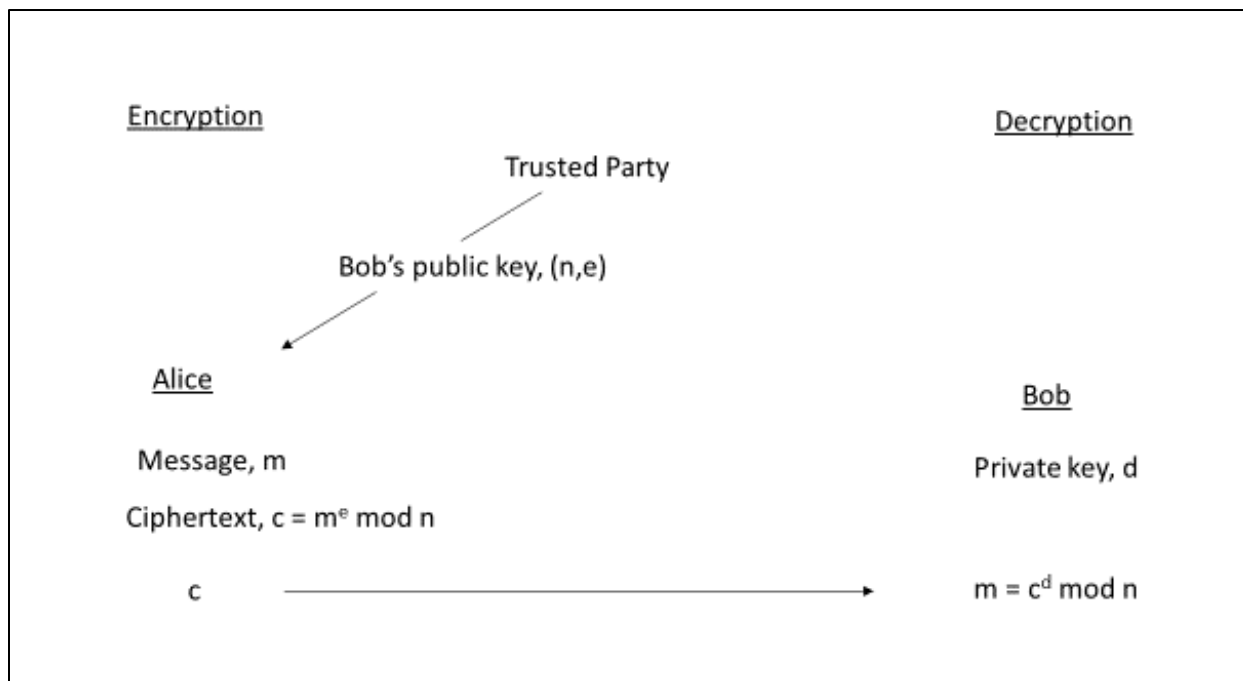 Encryption
Decryption
Trusted Party
Bob’s public key, (n,e)
Alice
Bob
Message, m
Private key, d
Ciphertext, c = mᵉ mod n
c
m = cᵈ mod n